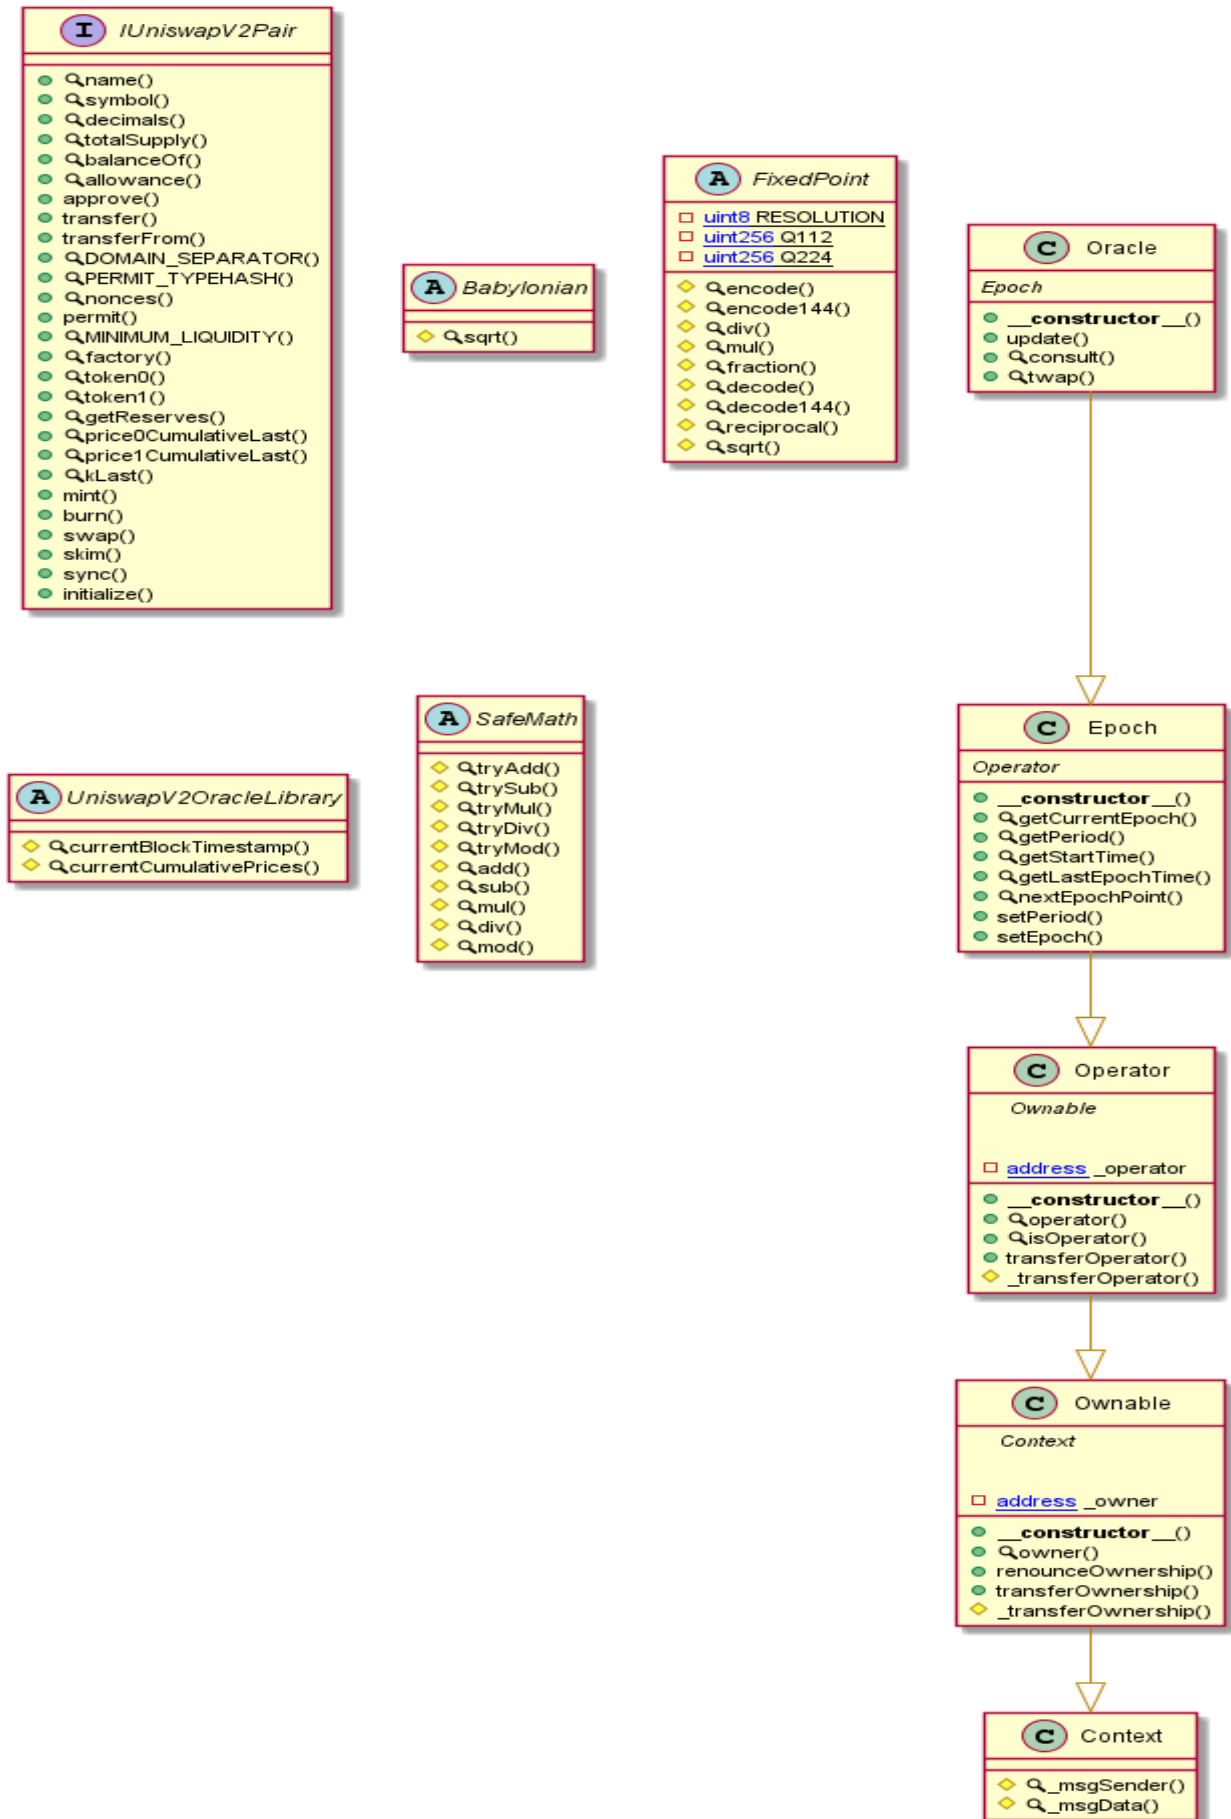 I IUniswapV2Pair
name()
symbol()
decimals()
totalSupply()
balanceOf()
allowance()
approve()
transfer()
transferFrom()
DOMAIN_SEPARATOR()
PERMIT_TYPEHASH()
nonces()
permit()
MINIMUM_LIQUIDITY()
factory()
token0()
token1()
getReserves()
price0CumulativeLast()
price1CumulativeLast()
kLast()
mint()
burn()
swap()
skim()
sync()
initialize()
A Babylonian
sqrt()
A FixedPoint
uint8 RESOLUTION
uint256 Q112
uint256 Q224
encode()
encode144()
div()
mul()
fraction()
decode()
decode144()
reciprocal()
sqrt()
C Oracle
Epoch
__constructor__()
update()
consult()
twap()
A UniswapV2OracleLibrary
currentBlockTimestamp()
currentCumulativePrices()
A SafeMath
tryAdd()
trySub()
tryMul()
tryDiv()
tryMod()
add()
sub()
mul()
div()
mod()
C Epoch
Operator
__constructor__()
getCurrentEpoch()
getPeriod()
getStartTime()
getLastEpochTime()
nextEpochPoint()
setPeriod()
setEpoch()
C Operator
Ownable
address _operator
__constructor__()
operator()
isOperator()
transferOperator()
_transferOperator()
C Ownable
Context
address _owner
__constructor__()
owner()
renounceOwnership()
transferOwnership()
_transferOwnership()
C Context
_msgSender()
_msgData()